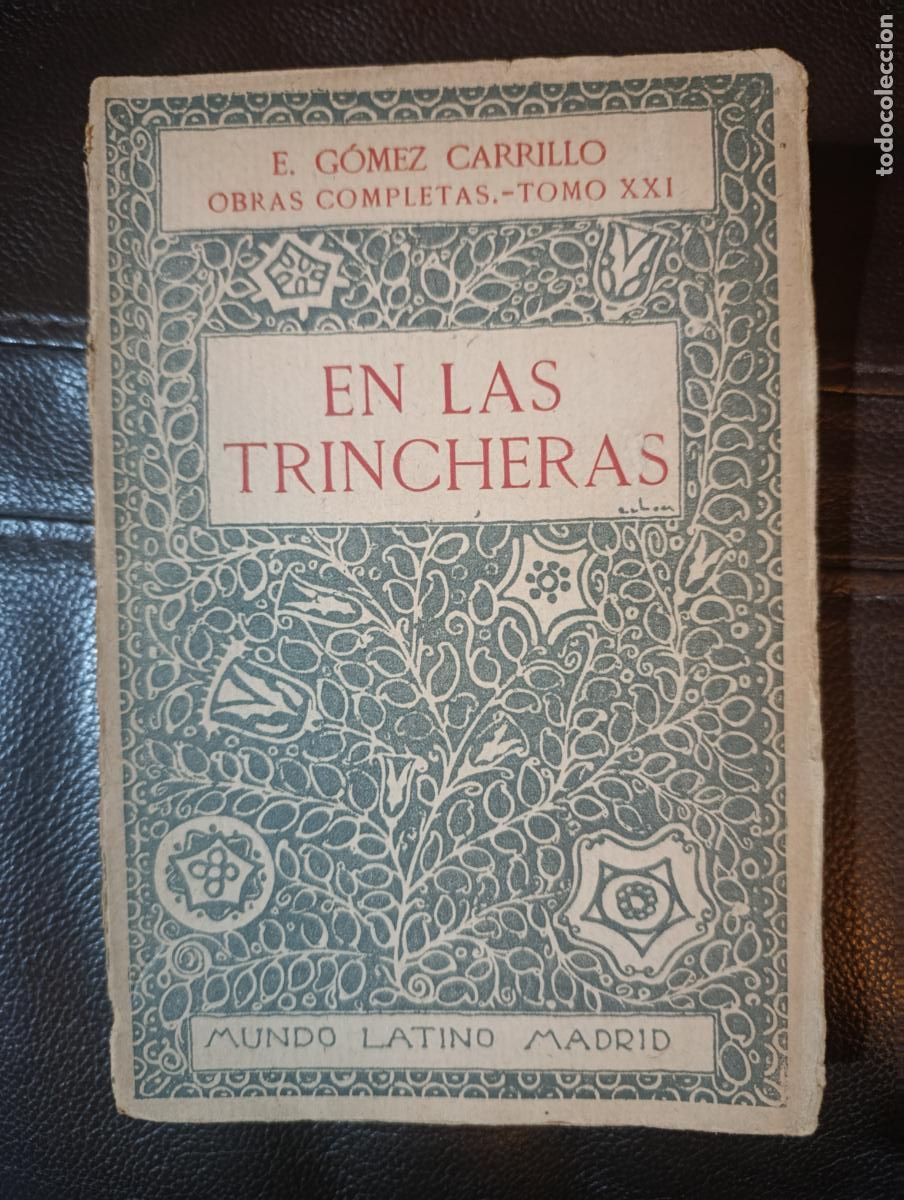 E. GÓMEZ CARRILLO
OBRAS COMPLETAS.-TOMO XXI
EN LAS
TRINCHERAS
MUNDO LATINO MADRID
todocoleccion